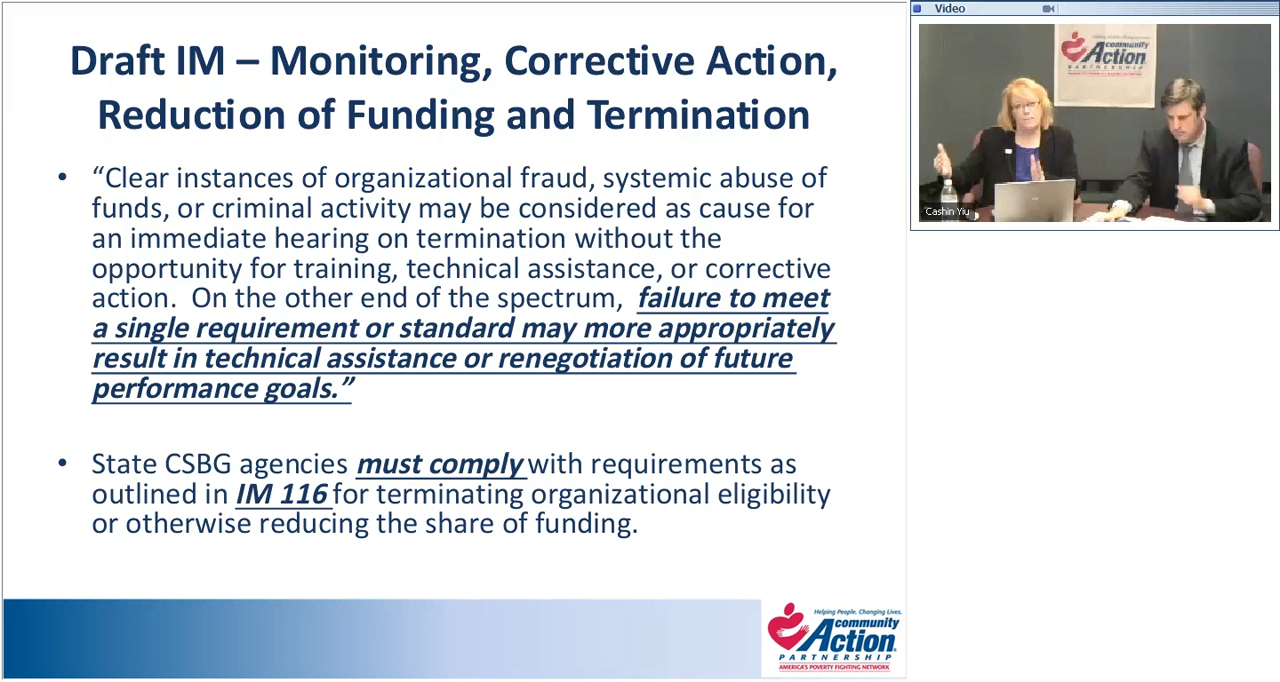 Draft IM – Monitoring, Corrective Action,
Reduction of Funding and Termination
• “Clear instances of organizational fraud, systemic abuse of
funds, or criminal activity may be considered as cause for
an immediate hearing on termination without the
opportunity for training, technical assistance, or corrective
action. On the other end of the spectrum, failure to meet
a single requirement or standard may more appropriately
result in technical assistance or renegotiation of future
performance goals.”
• State CSBG agencies must comply with requirements as
outlined in IM 116 for terminating organizational eligibility
or otherwise reducing the share of funding.
Helping People. Changing Lives.
community
Action
PARTNERSHIP
AMERICA'S POVERTY FIGHTING NETWORK
Video
community
Action
PARTNERSHIP
Cashin Yiu